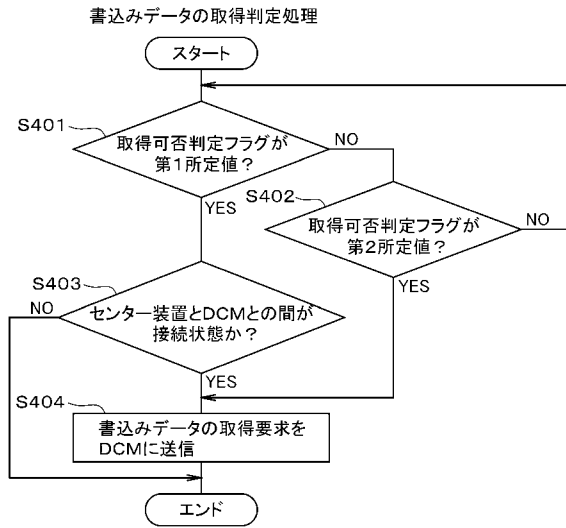 書込みデータの取得判定処理
スタート
S401
取得可否判定フラグが
第1所定値？
NO
YES
S402
取得可否判定フラグが
第2所定値？
NO
YES
S403
センター装置とDCMとの間が
接続状態か？
NO
YES
S404
書込みデータの取得要求を
DCMに送信
エンド